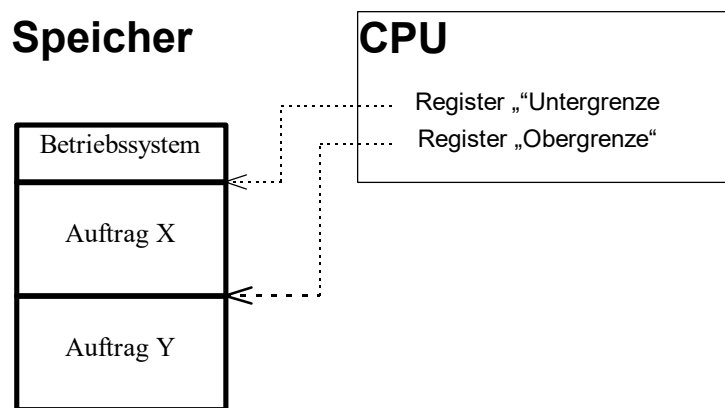 Speicher
CPU
Register „“Untergrenze
Register „Obergrenze“
Betriebssystem
Auftrag X
Auftrag Y